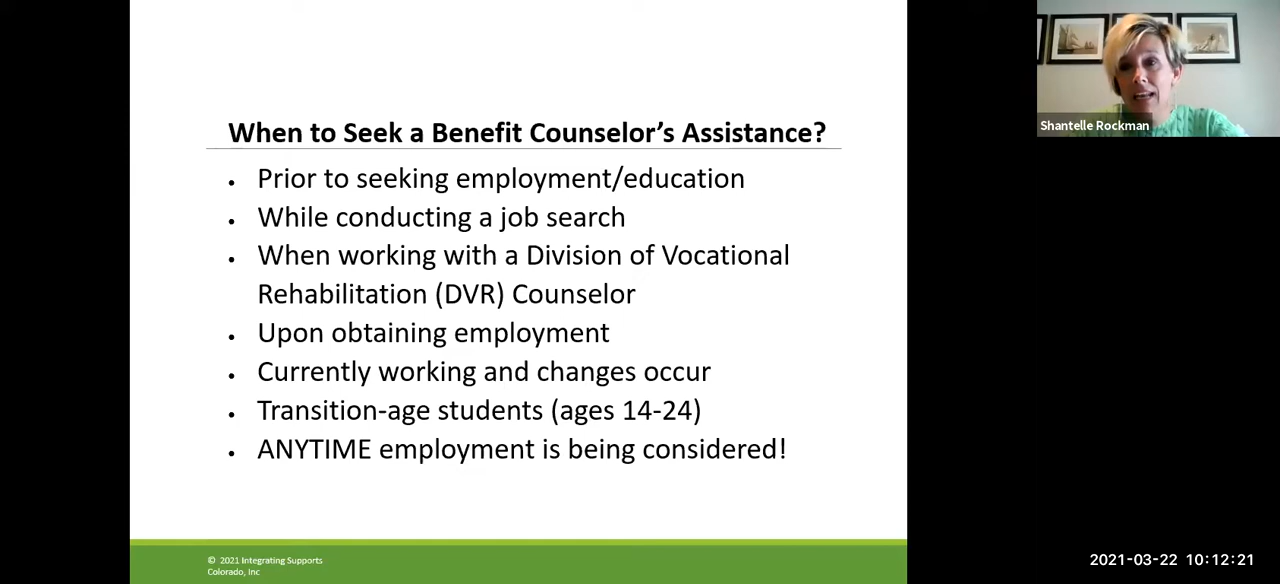 When to Seek a Benefit Counselor’s Assistance?
• Prior to seeking employment/education
• While conducting a job search
• When working with a Division of Vocational
Rehabilitation (DVR) Counselor
• Upon obtaining employment
• Currently working and changes occur
• Transition-age students (ages 14-24)
• ANYTIME employment is being considered!
© 2021 Integrating Supports
Colorado, Inc
Shantelle Rockman
2021-03-22 10:12:21